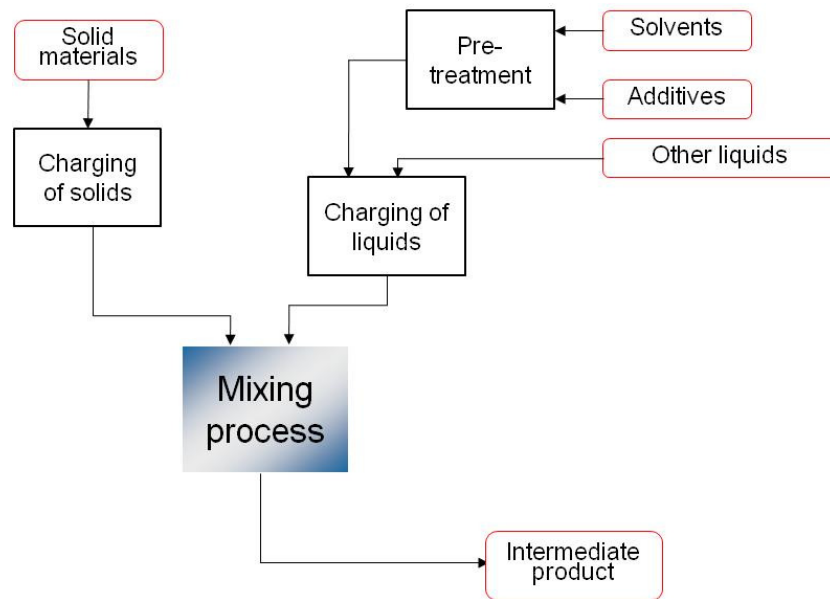 Solid
materials
Pre-
treatment
Solvents
Additives
Charging
of solids
Other liquids
Charging of
liquids
Mixing
process
Intermediate
product